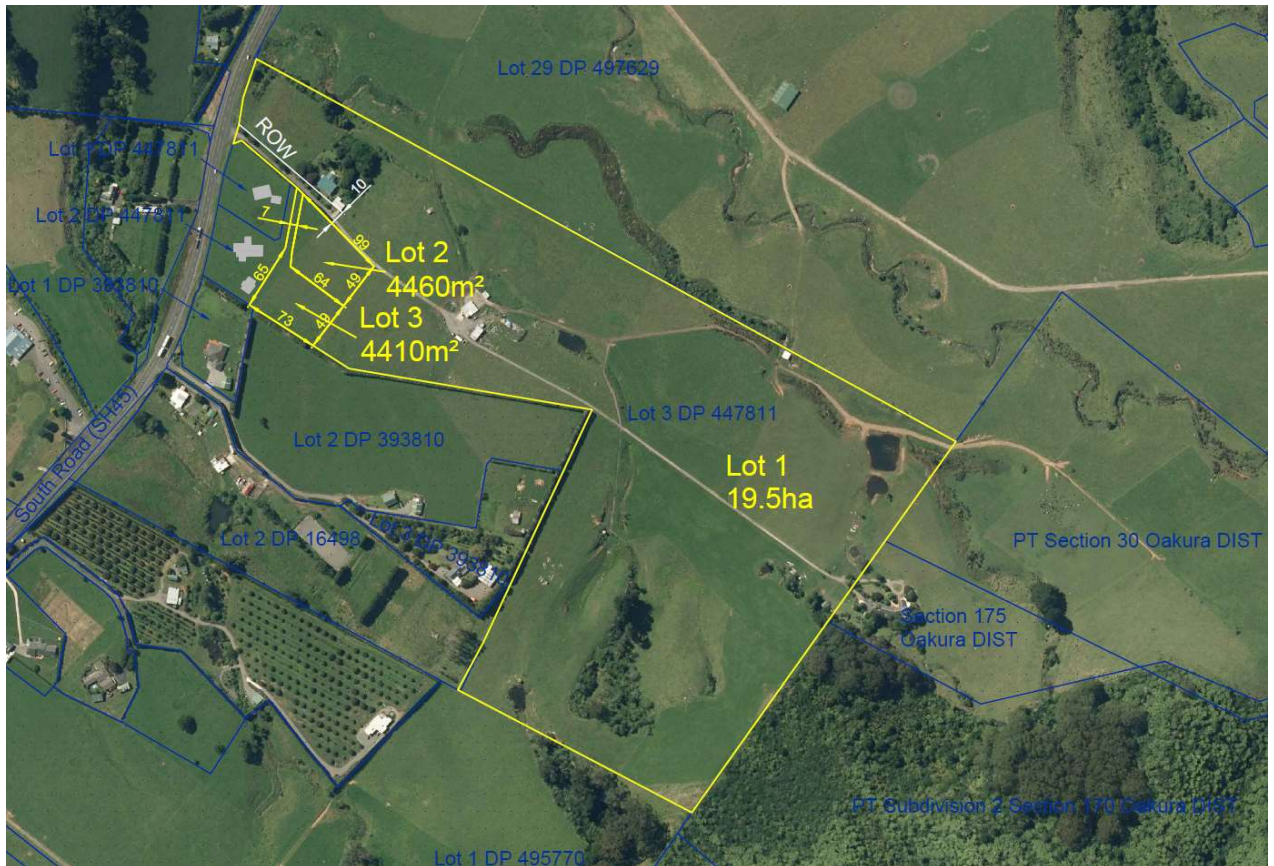 Lot 29 DP 497629
ROW
Lot 1 DP 447811
10
Lot 2 DP 447811
7
99
Lot 2
4460m²
65
64
49
Lot 1 DP 393810
Lot 3
4410m²
73
49
South Road (SH45)
Lot 3 DP 447811
Lot 2 DP 393810
Lot 1
19.5ha
Lot 2 DP 16498
PT Section 30 Oakura DIST
Section 175
Oakura DIST
PT Subdivision 2 Section 170 Oakura DIST
Lot 1 DP 495770